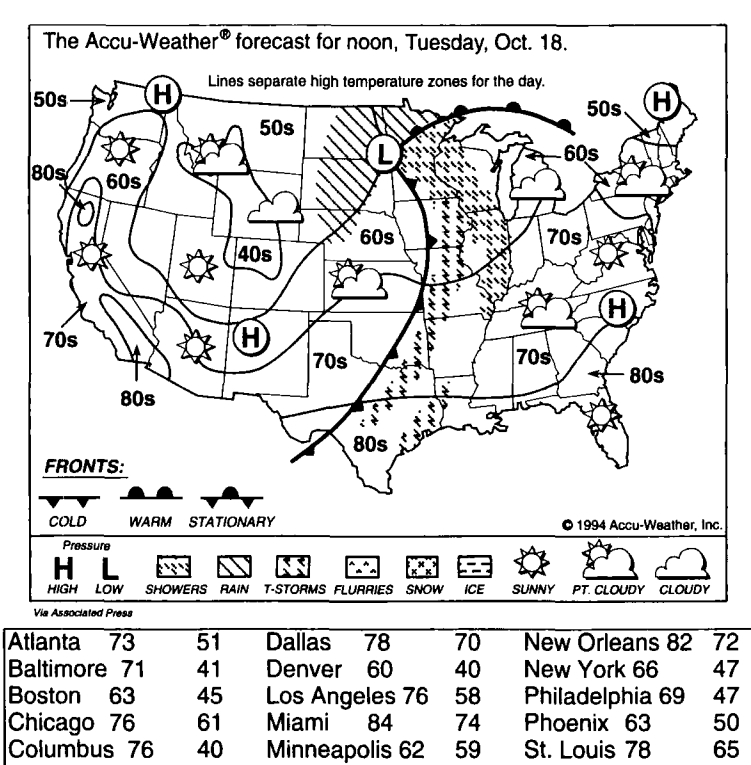 The Accu-Weather® forecast for noon, Tuesday, Oct. 18.
Lines separate high temperature zones for the day.
50s
H
50s
50s
H
L
60s
80s
60s
60s
40s
70s
H
H
70s
70s
70s
80s
80s
80s
FRONTS:
COLD WARM STATIONARY
© 1994 Accu-Weather, Inc.
Pressure
H L
HIGH LOW SHOWERS RAIN T-STORMS FLURRIES SNOW ICE SUNNY PT. CLOUDY CLOUDY
Via Associated Press
Atlanta 73 51 Dallas 78 70 New Orleans 82 72
Baltimore 71 41 Denver 60 40 New York 66 47
Boston 63 45 Los Angeles 76 58 Philadelphia 69 47
Chicago 76 61 Miami 84 74 Phoenix 63 50
Columbus 76 40 Minneapolis 62 59 St. Louis 78 65